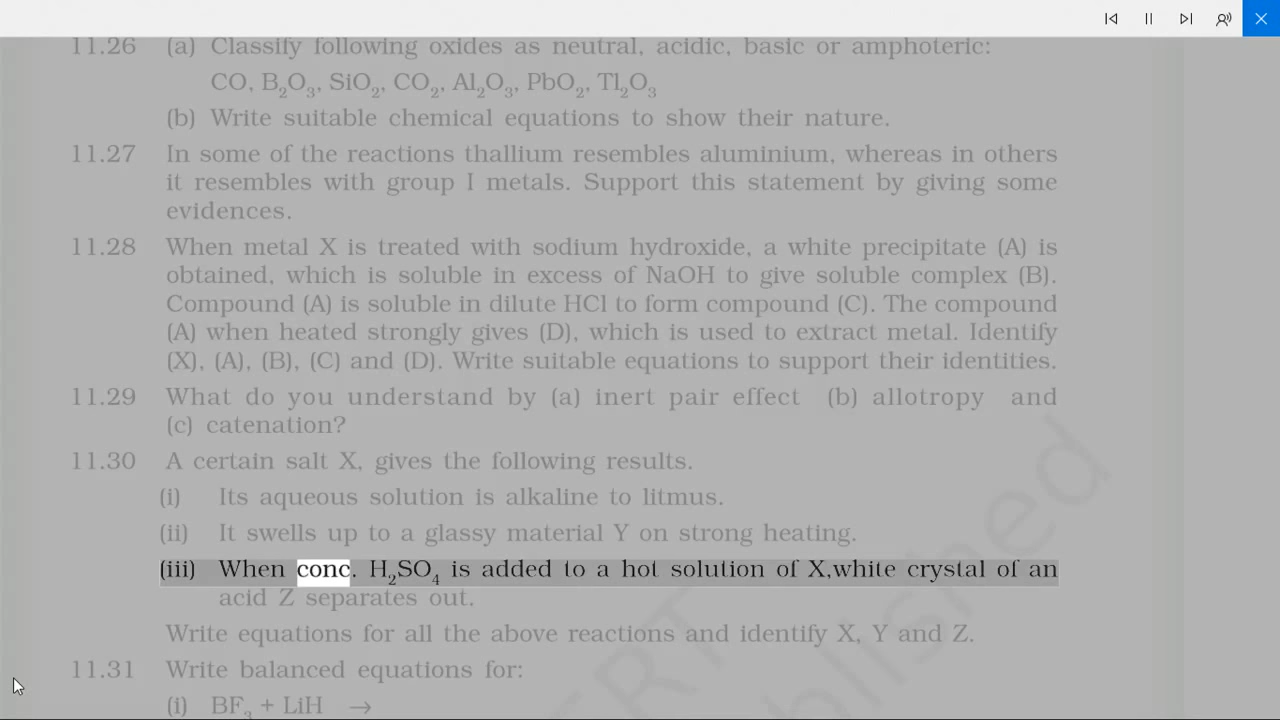 11.26 (a) Classify following oxides as neutral, acidic, basic or amphoteric:
CO, B₂O₃, SiO₂, CO₂, Al₂O₃, PbO₂, Tl₂O₃
(b) Write suitable chemical equations to show their nature.
11.27 In some of the reactions thallium resembles aluminium, whereas in others
it resembles with group I metals. Support this statement by giving some
evidences.
11.28 When metal X is treated with sodium hydroxide, a white precipitate (A) is
obtained, which is soluble in excess of NaOH to give soluble complex (B).
Compound (A) is soluble in dilute HCl to form compound (C). The compound
(A) when heated strongly gives (D), which is used to extract metal. Identify
(X), (A), (B), (C) and (D). Write suitable equations to support their identities.
11.29 What do you understand by (a) inert pair effect (b) allotropy and
(c) catenation?
11.30 A certain salt X, gives the following results.
(i) Its aqueous solution is alkaline to litmus.
(ii) It swells up to a glassy material Y on strong heating.
(iii) When conc. H₂SO₄ is added to a hot solution of X,white crystal of an
acid Z separates out.
Write equations for all the above reactions and identify X, Y and Z.
11.31 Write balanced equations for:
(i) BF₃ + LiH →